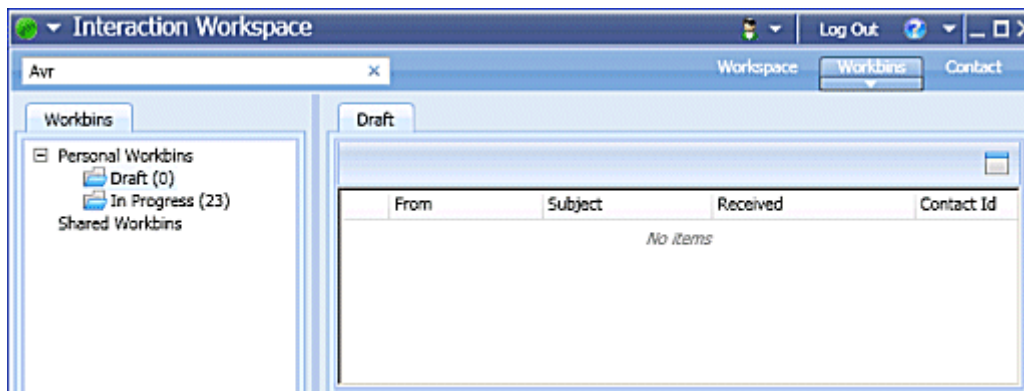 Interaction Workspace
Log Out
Avr
Workspace Workbins Contact
Workbins
Personal Workbins
Draft (0)
In Progress (23)
Shared Workbins
Draft
From Subject Received Contact Id
No items